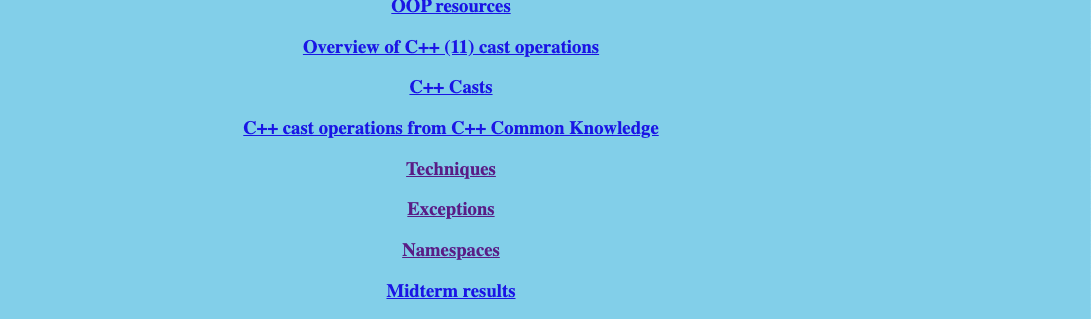 OOP resources
Overview of C++ (11) cast operations
C++ Casts
C++ cast operations from C++ Common Knowledge
Techniques
Exceptions
Namespaces
Midterm results